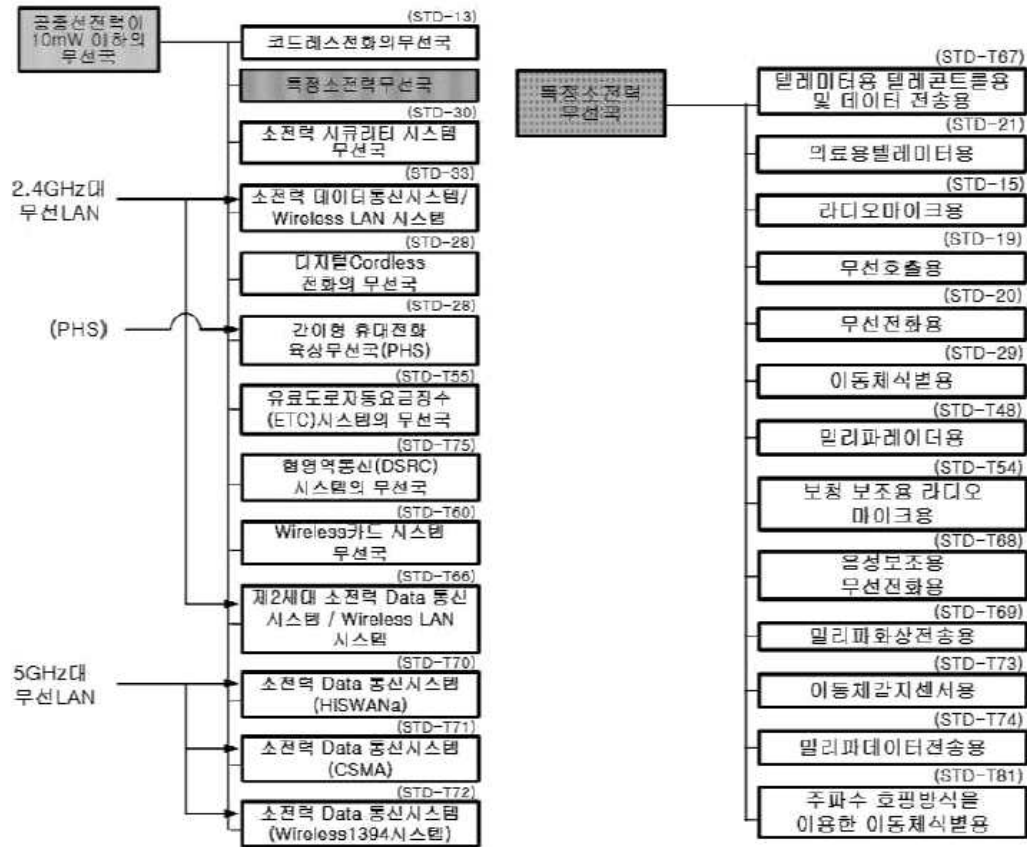 공중선전력이
10mW 이하의
무선국
(STD-13)
코드레스전화의무선국
특정소전력무선국
(STD-30)
소전력 시큐리티 시스템
무선국
2.4GHz대
무선LAN
(STD-33)
소전력 데이터통신시스템/
Wireless LAN 시스템
(STD-28)
디지털Cordless
전화의 무선국
(PHS)
(STD-28)
간이형 휴대전화
육상무선국(PHS)
(STD-T55)
유료도로자동요금징수
(ETC)시스템의 무선국
(STD-T75)
협영역통신(DSRC)
시스템의 무선국
(STD-T60)
Wireless카드 시스템
무선국
(STD-T66)
제2세대 소전력 Data 통신
시스템 / Wireless LAN
시스템
5GHz대
무선LAN
(STD-T70)
소전력 Data 통신시스템
(HISWANa)
(STD-T71)
소전력 Data 통신시스템
(CSMA)
(STD-T72)
소전력 Data 통신시스템
(Wireless1394시스템)
특정소전력
무선국
(STD-T67)
텔레미터용 텔레콘트롤용
및 데이터 전송용
(STD-21)
의료용텔레미터용
(STD-15)
라디오마이크용
(STD-19)
무선호출용
(STD-20)
무선전화용
(STD-29)
이동체식별용
(STD-T48)
밀리파레이더용
(STD-T54)
보청 보조용 라디오
마이크용
(STD-T68)
음성보조용
무선전화용
(STD-T69)
밀리파화상전송용
(STD-T73)
이동체감지센서용
(STD-T74)
밀리파데이터전송용
(STD-T81)
주파수 호핑방식을
이용한 이동체식별용